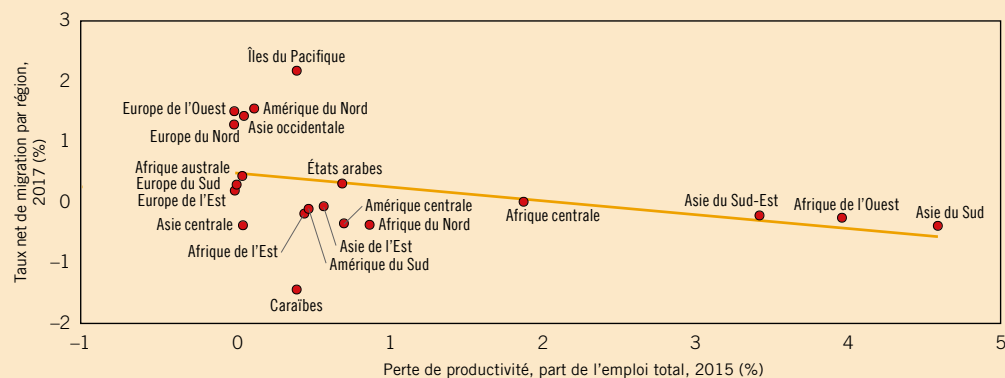 Taux net de migration par région,
2017 (%)
3
2
1
0
–1
–2
Îles du Pacifique
Europe de l’Ouest
Amérique du Nord
Europe du Nord
Asie occidentale
Afrique australe
Europe du Sud
Europe de l’Est
Asie centrale
Afrique de l’Est
États arabes
Amérique centrale
Afrique du Nord
Asie de l’Est
Amérique du Sud
Caraïbes
Afrique centrale
Asie du Sud-Est
Afrique de l’Ouest
Asie du Sud
–1
0
1
2
3
4
5
Perte de productivité, part de l’emploi total, 2015 (%)